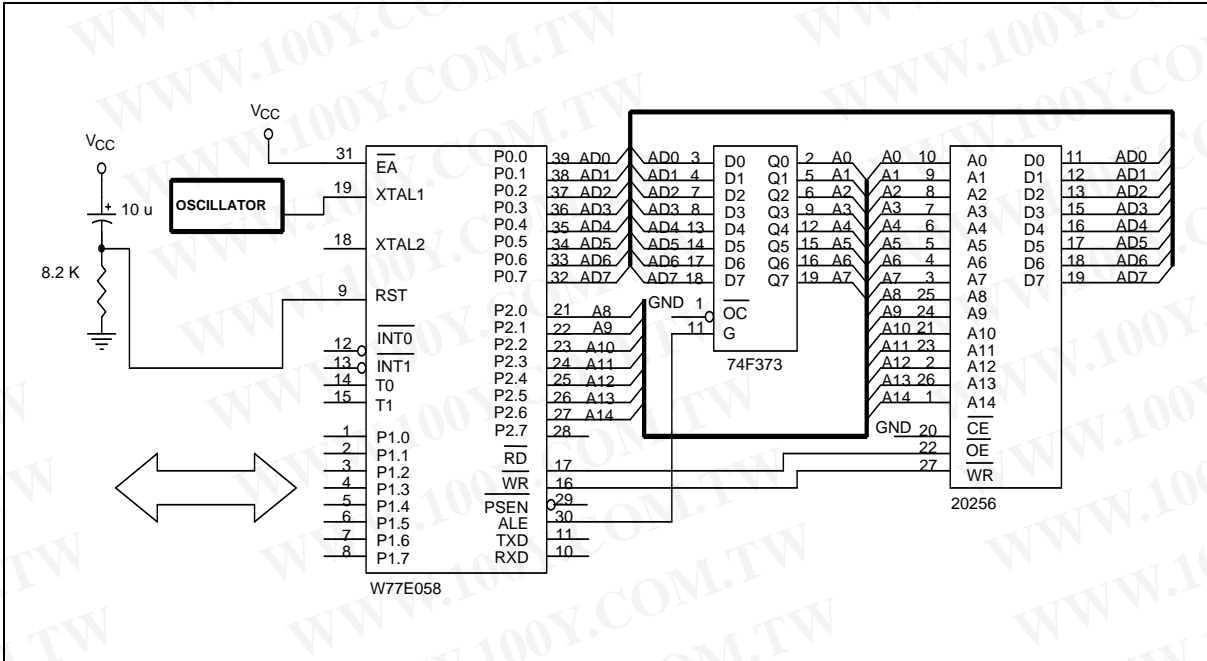 VCC
VCC
10 u
+
8.2 K
OSCILLATOR
31 EA P0.0 39 AD0
19 XTAL1 P0.1 38 AD1
P0.2 37 AD2
P0.3 36 AD3
18 XTAL2 P0.4 35 AD4
P0.5 34 AD5
P0.6 33 AD6
P0.7 32 AD7
9 RST
P2.0 21 A8
12 INT0 P2.1 22 A9
13 INT1 P2.2 23 A10
14 T0 P2.3 24 A11
15 T1 P2.4 25 A12
P2.5 26 A13
P2.6 27 A14
P2.7 28
1 P1.0
2 P1.1 RD 17
3 P1.2 WR 16
4 P1.3 PSEN 29
5 P1.4 ALE 30
6 P1.5 TXD 11
7 P1.6 RXD 10
8 P1.7
W77E058
AD0 3 D0 Q0 2 A0
AD1 4 D1 Q1 5 A1
AD2 7 D2 Q2 6 A2
AD3 8 D3 Q3 9 A3
AD4 13 D4 Q4 12 A4
AD5 14 D5 Q5 15 A5
AD6 17 D6 Q6 16 A6
AD7 18 D7 Q7 19 A7
GND 1 OC
11 G
74F373
A0 10 A0 D0 11 AD0
A1 9 A1 D1 12 AD1
A2 8 A2 D2 13 AD2
A3 7 A3 D3 15 AD3
A4 6 A4 D4 16 AD4
A5 5 A5 D5 17 AD5
A6 4 A6 D6 18 AD6
A7 3 A7 D7 19 AD7
A8 25 A8
A9 24 A9
A10 21 A10
A11 23 A11
A12 2 A12
A13 26 A13
A14 1 A14
GND 20 CE
22 OE
27 WR
20256
WWW.100Y.COM.TW